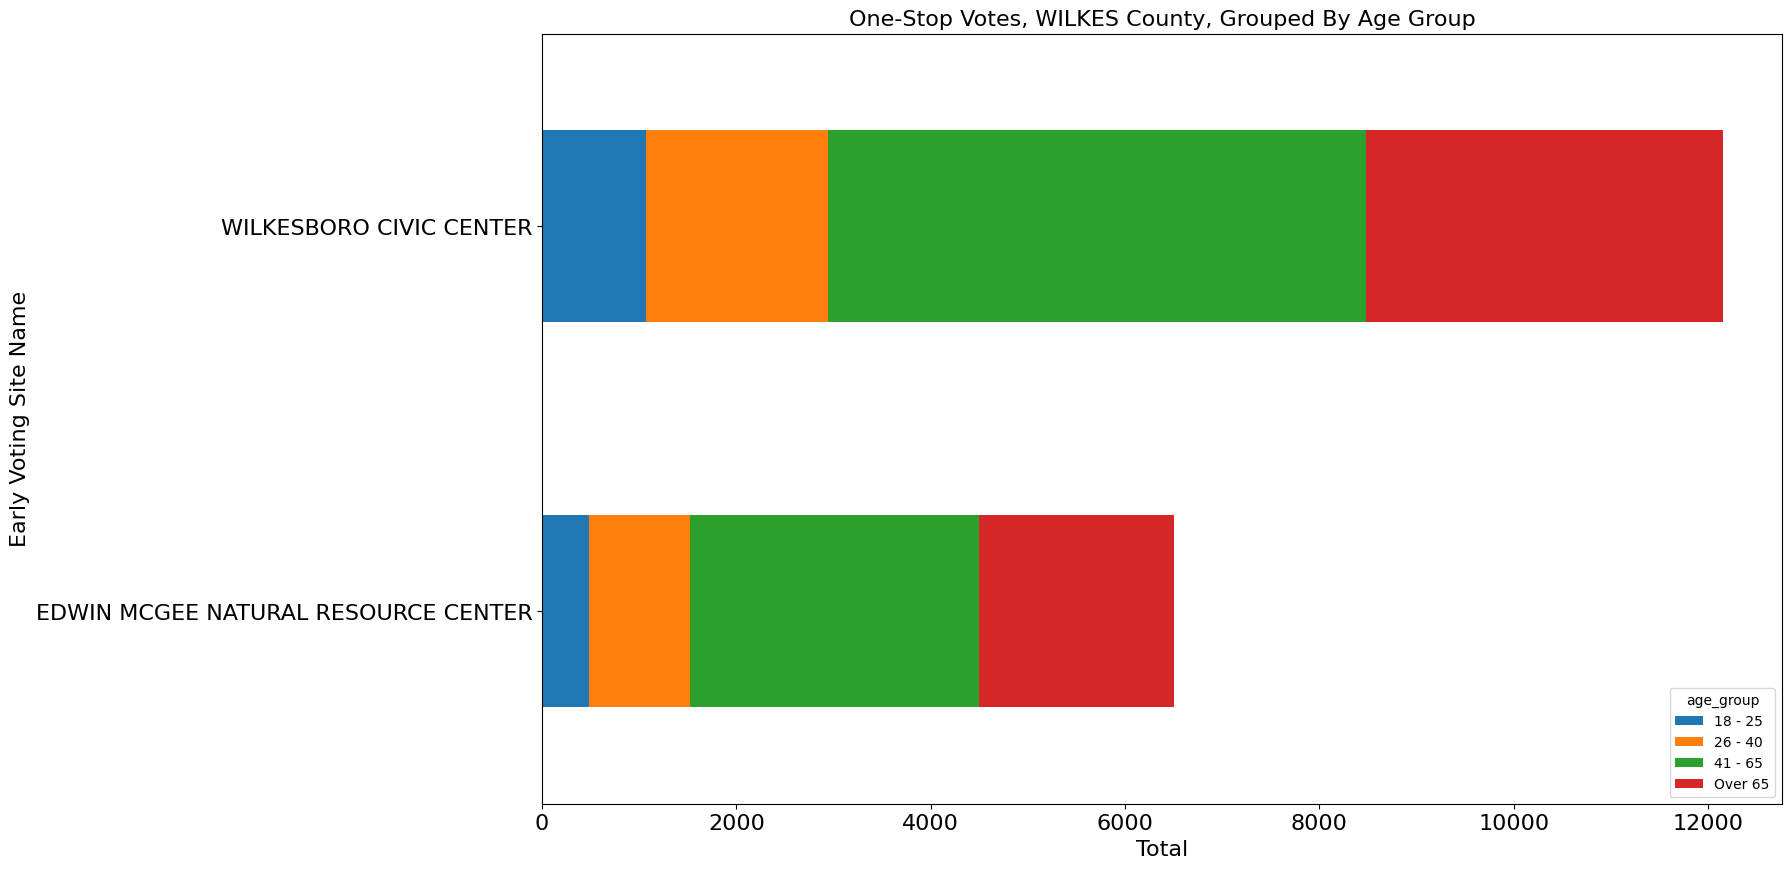 One-Stop Votes, WILKES County, Grouped By Age Group
Early Voting Site Name
WILKESBORO CIVIC CENTER
EDWIN MCGEE NATURAL RESOURCE CENTER
age_group
18 - 25
26 - 40
41 - 65
Over 65
0 2000 4000 6000 8000 10000 12000
Total